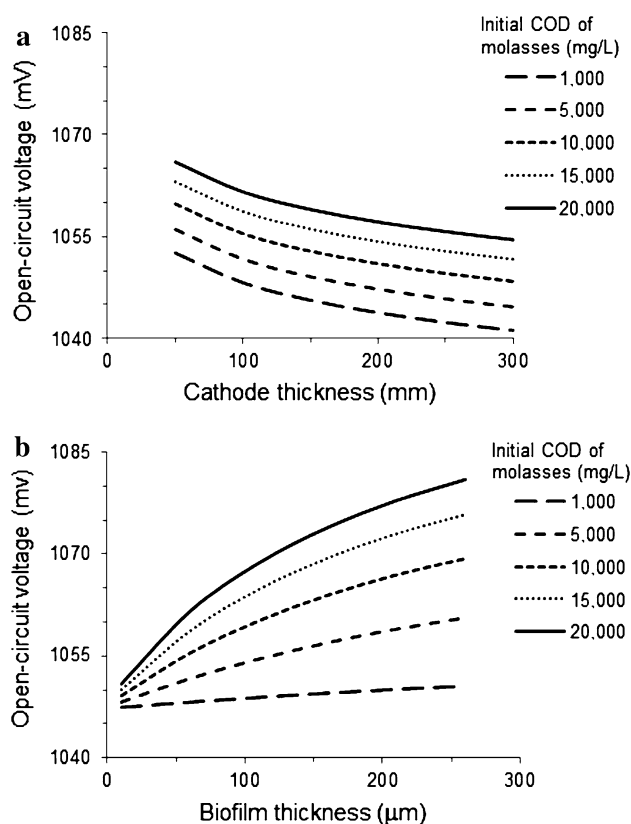 a
Open-circuit voltage (mV)
1085
1070
1055
1040
0
100
200
300
Cathode thickness (mm)
Initial COD of
molasses (mg/L)
1,000
5,000
10,000
15,000
20,000
b
Open-circuit voltage (mv)
1085
1070
1055
1040
0
100
200
300
Biofilm thickness (μm)
Initial COD of
molasses (mg/L)
1,000
5,000
10,000
15,000
20,000